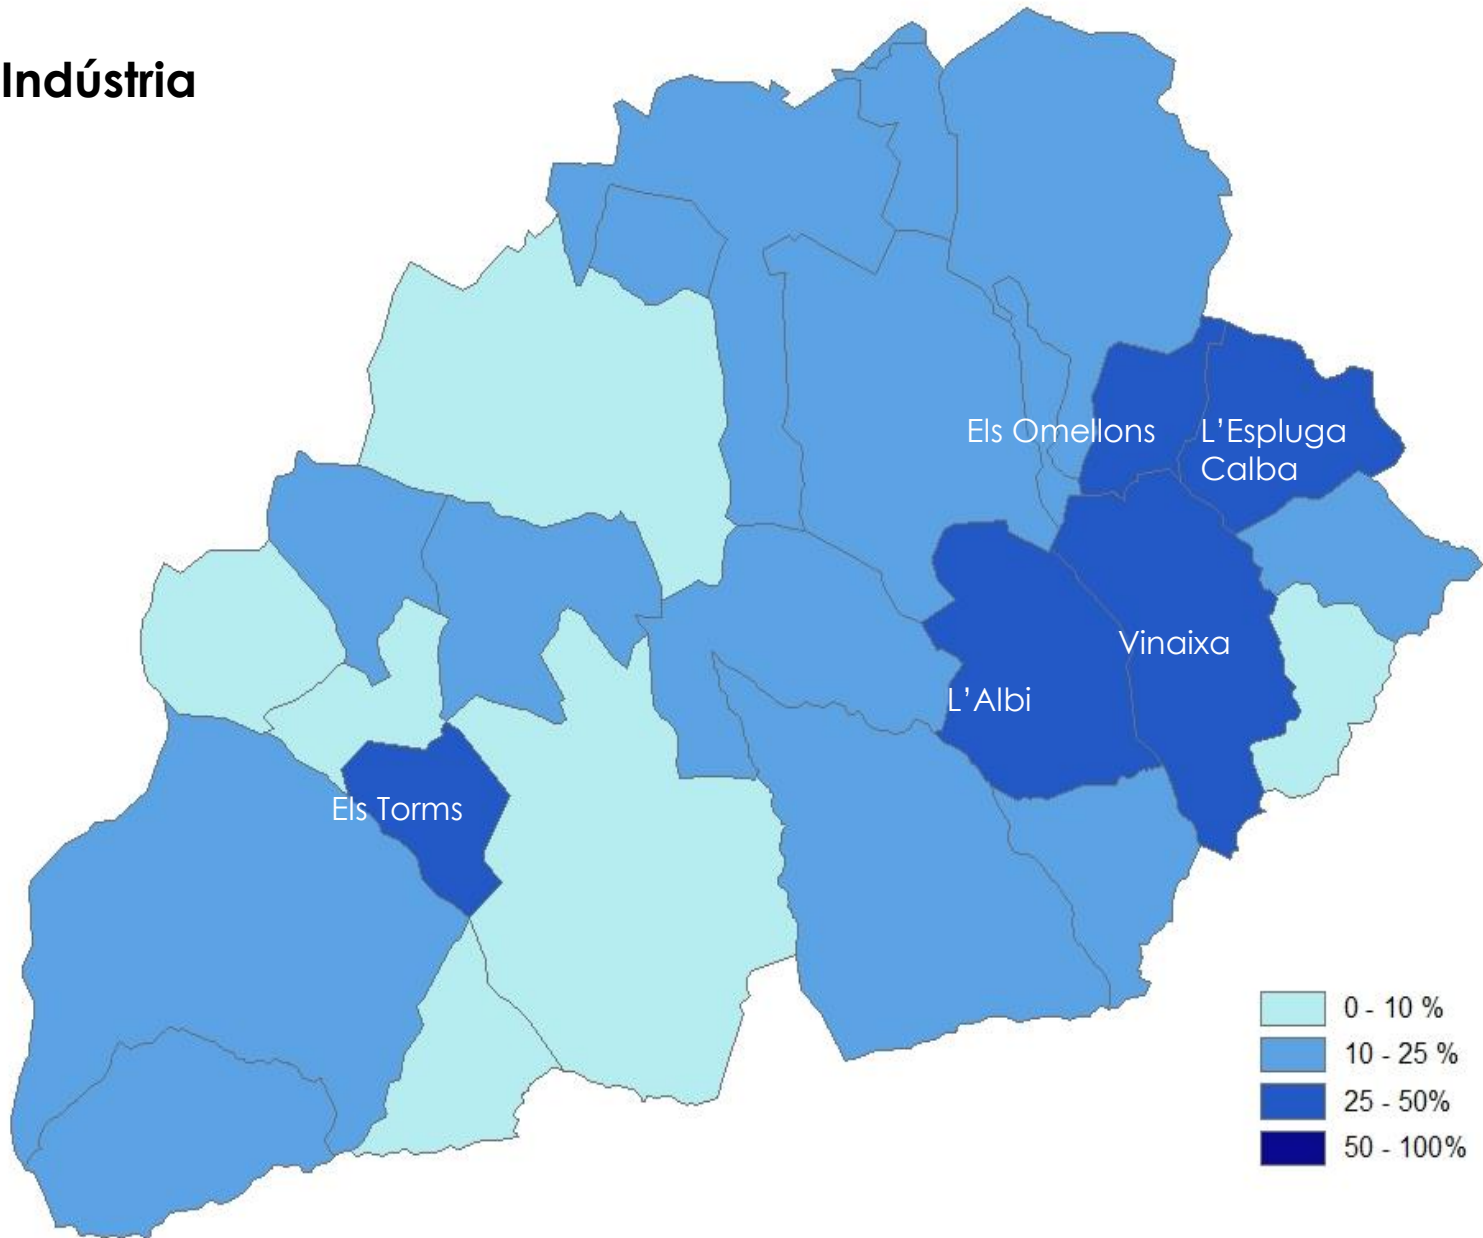 Indústria
Els Omellons
L'Espluga
Calba
Vinaixa
L'Albi
Els Torms
0 - 10 %
10 - 25 %
25 - 50%
50 - 100%